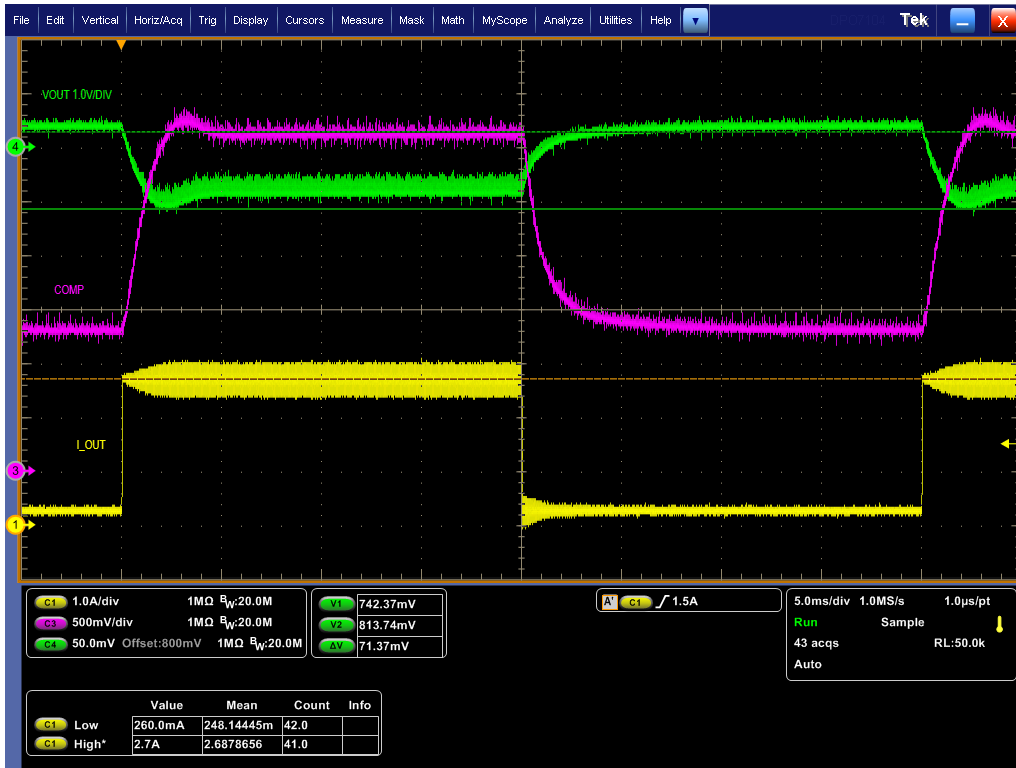 File Edit Vertical Horiz/Acq Trig Display Cursors Measure Mask Math MyScope Analyze Utilities Help Tek X
VOUT 1.0V/DIV
4
COMP
I_OUT
3
1
C1 1.0A/div 1MΩ BW:20.0M
C3 500mV/div 1MΩ BW:20.0M
C4 50.0mV Offset:800mV 1MΩ BW:20.0M
V1 742.37mV
V2 813.74mV
ΔV 71.37mV
A' C1 1.5A
5.0ms/div 1.0MS/s 1.0µs/pt
Run Sample
43 acqs RL:50.0k
Auto
Value Mean Count Info
C1 Low 260.0mA 248.14445m 42.0
C1 High* 2.7A 2.6878656 41.0